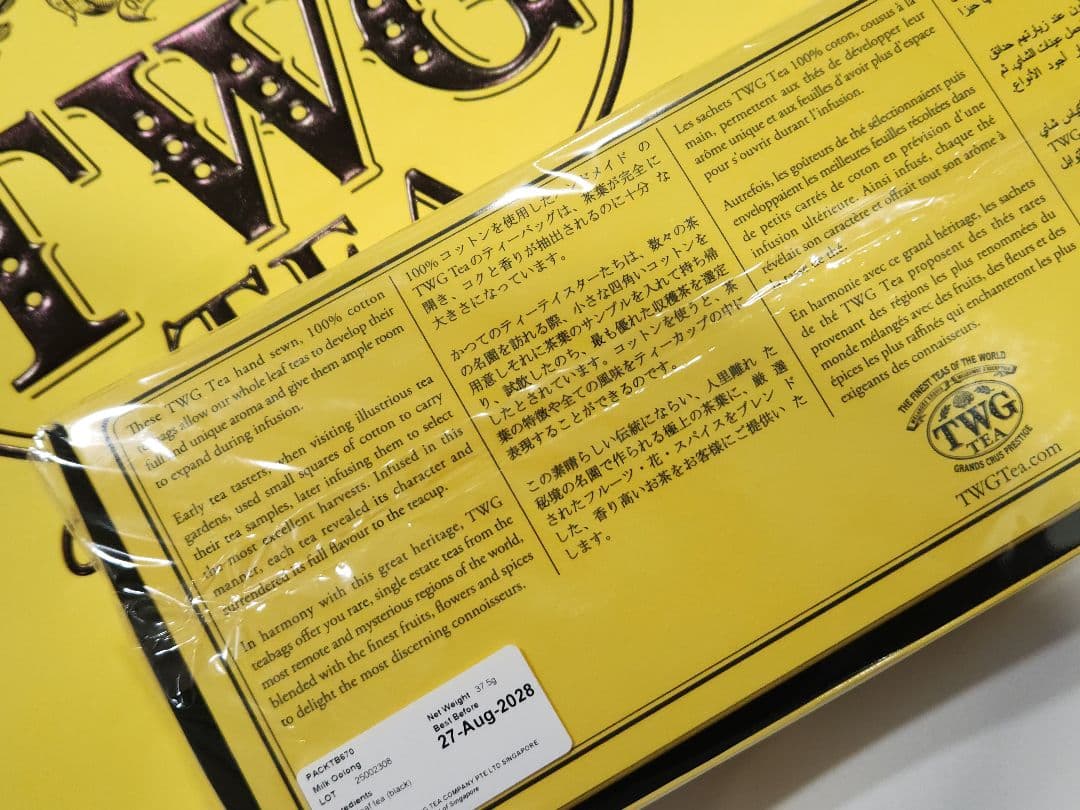 TWG
TEA
These TWG Tea hand sewn, 100% cotton
allow our whole leaf teas to develop their
full and unique aroma and give them ample room
to expand during infusion.
Early tea tasters, when visiting illustrious tea
gardens, used small squares of cotton to carry
their tea samples, later infusing them to select
the most excellent harvests. Infused in this
manner, each tea revealed its character and
surrendered its full flavour to the teacup.
In harmony with this great heritage, TWG
teabags offer you rare, single estate teas from the
most remote and mysterious regions of the world,
blended with the finest fruits, flowers and spices
to delight the most discerning connoisseurs.
100%コットンを使用したハンドメイドの
TWG Teaのティーバッグは、茶葉が完全に
開き、コクと香りが抽出されるのに十分な
大きさになっています。
かつてのティーテイスターたちは、数々の茶
の名園を訪れる際、小さな四角いコットンを
用意しそれに茶葉のサンプルを入れて持ち帰
り、試飲したのち、最も優れた収穫茶を選定
したとされています。コットンを使うと、茶
葉の特徴や全ての風味をティーカップの中に
表現することができるのです。
この素晴らしい伝統にならい、人里離れた
秘境の名園で作られる極上の茶葉に、厳選
されたフルーツ・花・スパイスをブレンド
した、香り高いお茶をお客様にご提供いた
します。
Les sachets TWG Tea 100% coton, cousus à la
main, permettent aux thés de développer leur
arôme unique et aux feuilles d'avoir plus d'espace
pour s'ouvrir durant l'infusion.
Autrefois, les goûteurs de thé sélectionnaient puis
enveloppaient les meilleures feuilles récoltées dans
de petits carrés de coton en prévision d'une
infusion ultérieure. Ainsi infusé, chaque thé
révélait son caractère et offrait tout son arôme à
la tasse de thé.
En harmonie avec ce grand héritage, les sachets
de thé TWG Tea proposent des thés rares
provenant des régions les plus renommées du
monde mélangés avec des fruits, des fleurs et des
épices les plus raffinés qui enchanteront les plus
exigeants des connaisseurs.
THE FINEST TEAS OF THE WORLD
TWG
TEA
GRANDS CRUS PRESTIGE
TWGTea.com
PACKTB670
Milk Oolong
LOT 25002308
Net Weight 37.5g
Best Before
27-Aug-2028
leaf tea (black)
TEA COMPANY PTE LTD SINGAPORE
of Singapore